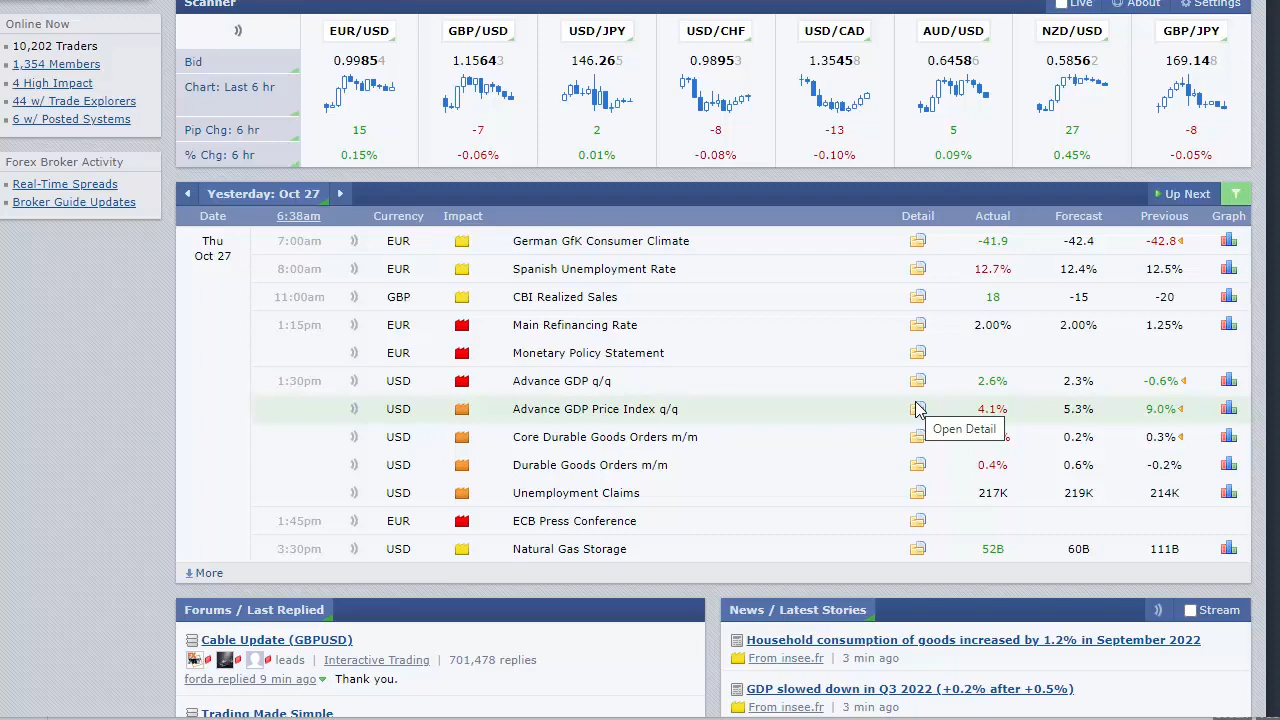 Scanner Live About Settings
Online Now
10,202 Traders
1,354 Members
4 High Impact
44 w/ Trade Explorers
6 w/ Posted Systems
Forex Broker Activity
Real-Time Spreads
Broker Guide Updates
EUR/USD GBP/USD USD/JPY USD/CHF USD/CAD AUD/USD NZD/USD GBP/JPY
Bid 0.99854 1.15643 146.265 0.98953 1.35458 0.64586 0.58562 169.148
Chart: Last 6 hr
Pip Chg: 6 hr 15 -7 2 -8 -13 5 27 -8
% Chg: 6 hr 0.15% -0.06% 0.01% -0.08% -0.10% 0.09% 0.45% -0.05%
Yesterday: Oct 27 Up Next
Date 6:38am Currency Impact Detail Actual Forecast Previous Graph
Thu 7:00am EUR German GfK Consumer Climate -41.9 -42.4 -42.8
Oct 27
8:00am EUR Spanish Unemployment Rate 12.7% 12.4% 12.5%
11:00am GBP CBI Realized Sales 18 -15 -20
1:15pm EUR Main Refinancing Rate 2.00% 2.00% 1.25%
EUR Monetary Policy Statement
1:30pm USD Advance GDP q/q 2.6% 2.3% -0.6%
USD Advance GDP Price Index q/q 4.1% 5.3% 9.0%
Open Detail
USD Core Durable Goods Orders m/m 0.2% 0.3%
USD Durable Goods Orders m/m 0.4% 0.6% -0.2%
USD Unemployment Claims 217K 219K 214K
1:45pm EUR ECB Press Conference
3:30pm USD Natural Gas Storage 52B 60B 111B
More
Forums / Last Replied
Cable Update (GBPUSD)
leads | Interactive Trading | 701,478 replies
forda replied 9 min ago Thank you.
Trading Made Simple
News / Latest Stories Stream
Household consumption of goods increased by 1.2% in September 2022
From insee.fr | 3 min ago
GDP slowed down in Q3 2022 (+0.2% after +0.5%)
From insee.fr | 3 min ago